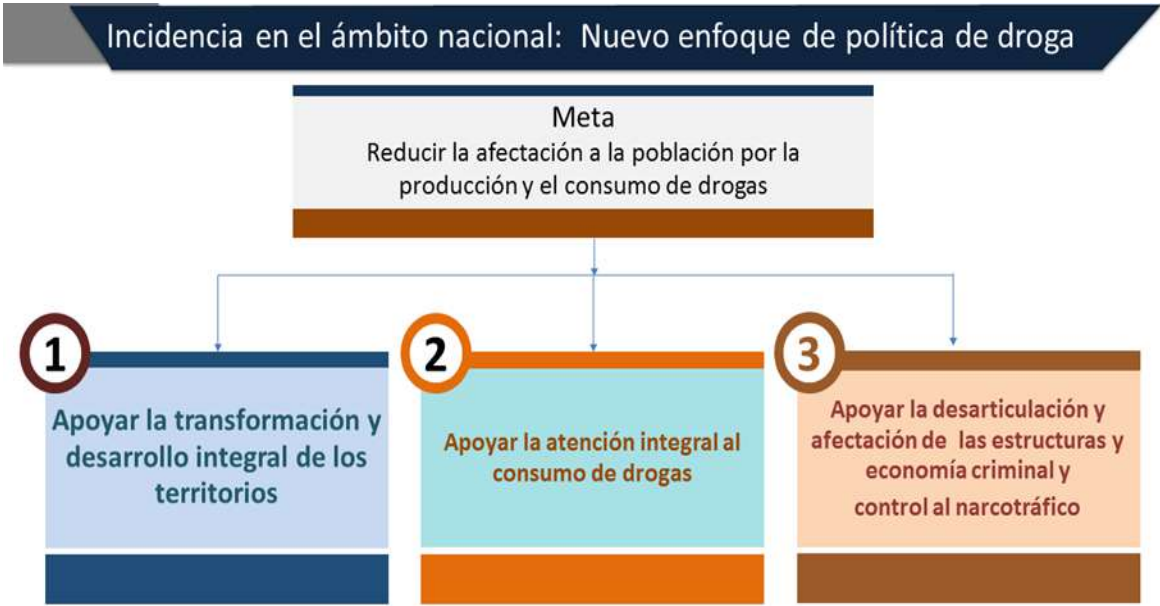 Incidencia en el ámbito nacional: Nuevo enfoque de política de droga
Meta
Reducir la afectación a la población por la
producción y el consumo de drogas
1
Apoyar la transformación y
desarrollo integral de los
territorios
2
Apoyar la atención integral al
consumo de drogas
3
Apoyar la desarticulación y
afectación de las estructuras y
economía criminal y
control al narcotráfico